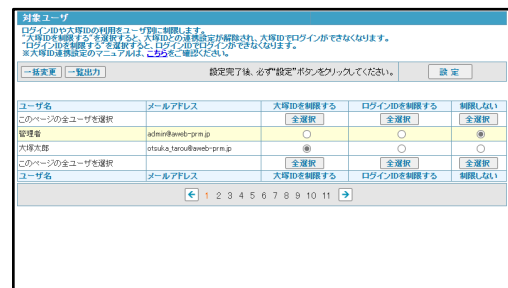 対象ユーザ
ログインIDや大塚IDの利用をユーザ別に制限します。
"大塚IDを制限する"を選択すると、大塚IDとの連携設定が解除され、大塚IDでログインができなくなります。
"ログインIDを制限する"を選択すると、ログインIDでログインができなくなります。
※大塚ID連携設定のマニュアルは、こちらをご確認ください。
一括変更 一覧出力 設定完了後、必ず"設定"ボタンをクリックしてください。 設 定
ユーザ名 メールアドレス 大塚IDを制限する ログインIDを制限する 制限しない
このページの全ユーザを選択 全選択 全選択 全選択
管理者 admin@aweb-prm.jp
大塚太郎 otsuka_tarou@aweb-prm.jp
このページの全ユーザを選択 全選択 全選択 全選択
ユーザ名 メールアドレス 大塚IDを制限する ログインIDを制限する 制限しない
1 2 3 4 5 6 7 8 9 10 11